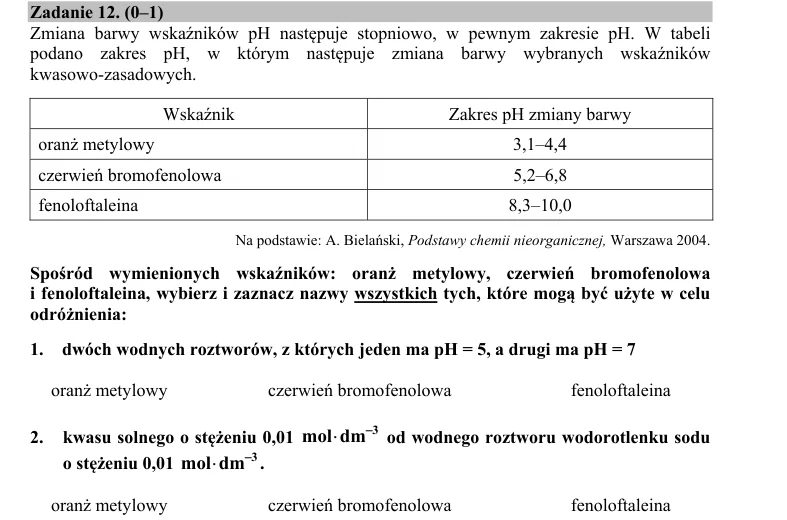 Zadanie 12. (0–1)
Zmiana barwy wskaźników pH następuje stopniowo, w pewnym zakresie pH. W tabeli
podano zakres pH, w którym następuje zmiana barwy wybranych wskaźników
kwasowo-zasadowych.
Wskaźnik Zakres pH zmiany barwy
oranż metylowy 3,1–4,4
czerwień bromofenolowa 5,2–6,8
fenoloftaleina 8,3–10,0
Na podstawie: A. Bielański, Podstawy chemii nieorganicznej, Warszawa 2004.
Spośród wymienionych wskaźników: oranż metylowy, czerwień bromofenolowa
i fenoloftaleina, wybierz i zaznacz nazwy wszystkich tych, które mogą być użyte w celu
odróżnienia:
1. dwóch wodnych roztworów, z których jeden ma pH = 5, a drugi ma pH = 7
oranż metylowy czerwień bromofenolowa fenoloftaleina
2. kwasu solnego o stężeniu 0,01 mol·dm⁻³ od wodnego roztworu wodorotlenku sodu
o stężeniu 0,01 mol·dm⁻³.
oranż metylowy czerwień bromofenolowa fenoloftaleina